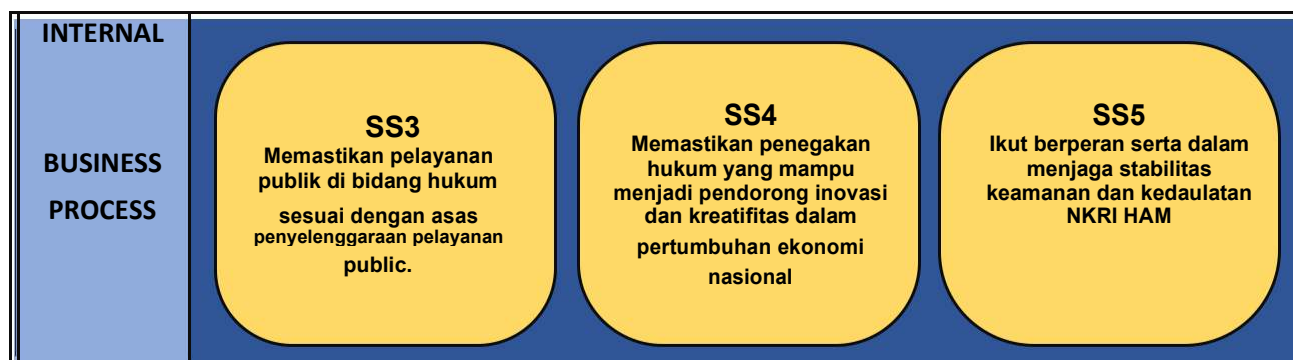 INTERNAL
BUSINESS
PROCESS
SS3
Memastikan pelayanan
publik di bidang hukum
sesuai dengan asas
penyelenggaraan pelayanan
public.
SS4
Memastikan penegakan
hukum yang mampu
menjadi pendorong inovasi
dan kreatifitas dalam
pertumbuhan ekonomi
nasional
SS5
Ikut berperan serta dalam
menjaga stabilitas
keamanan dan kedaulatan
NKRI HAM